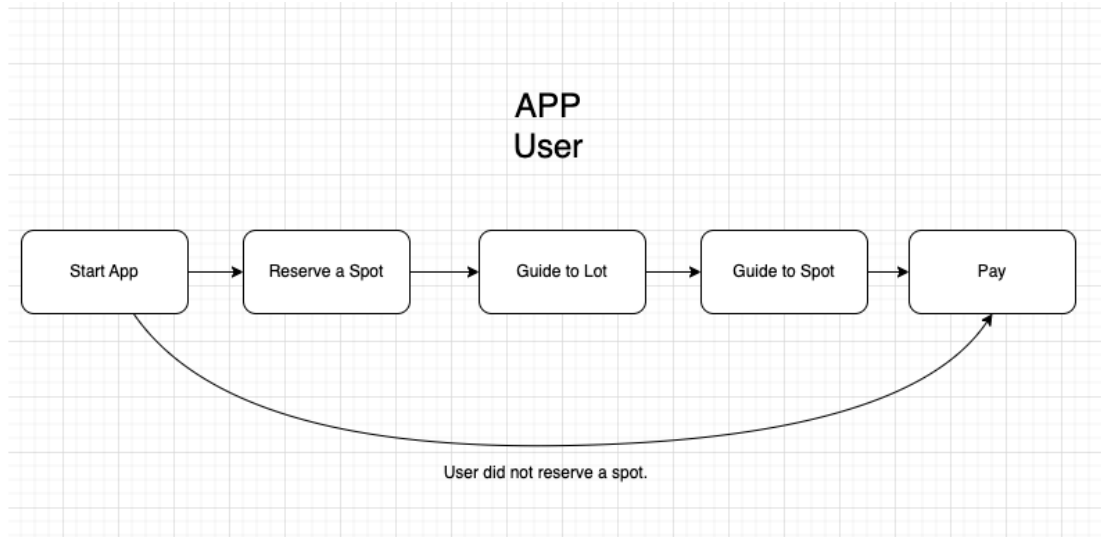 APP
User
Start App
Reserve a Spot
Guide to Lot
Guide to Spot
Pay
User did not reserve a spot.